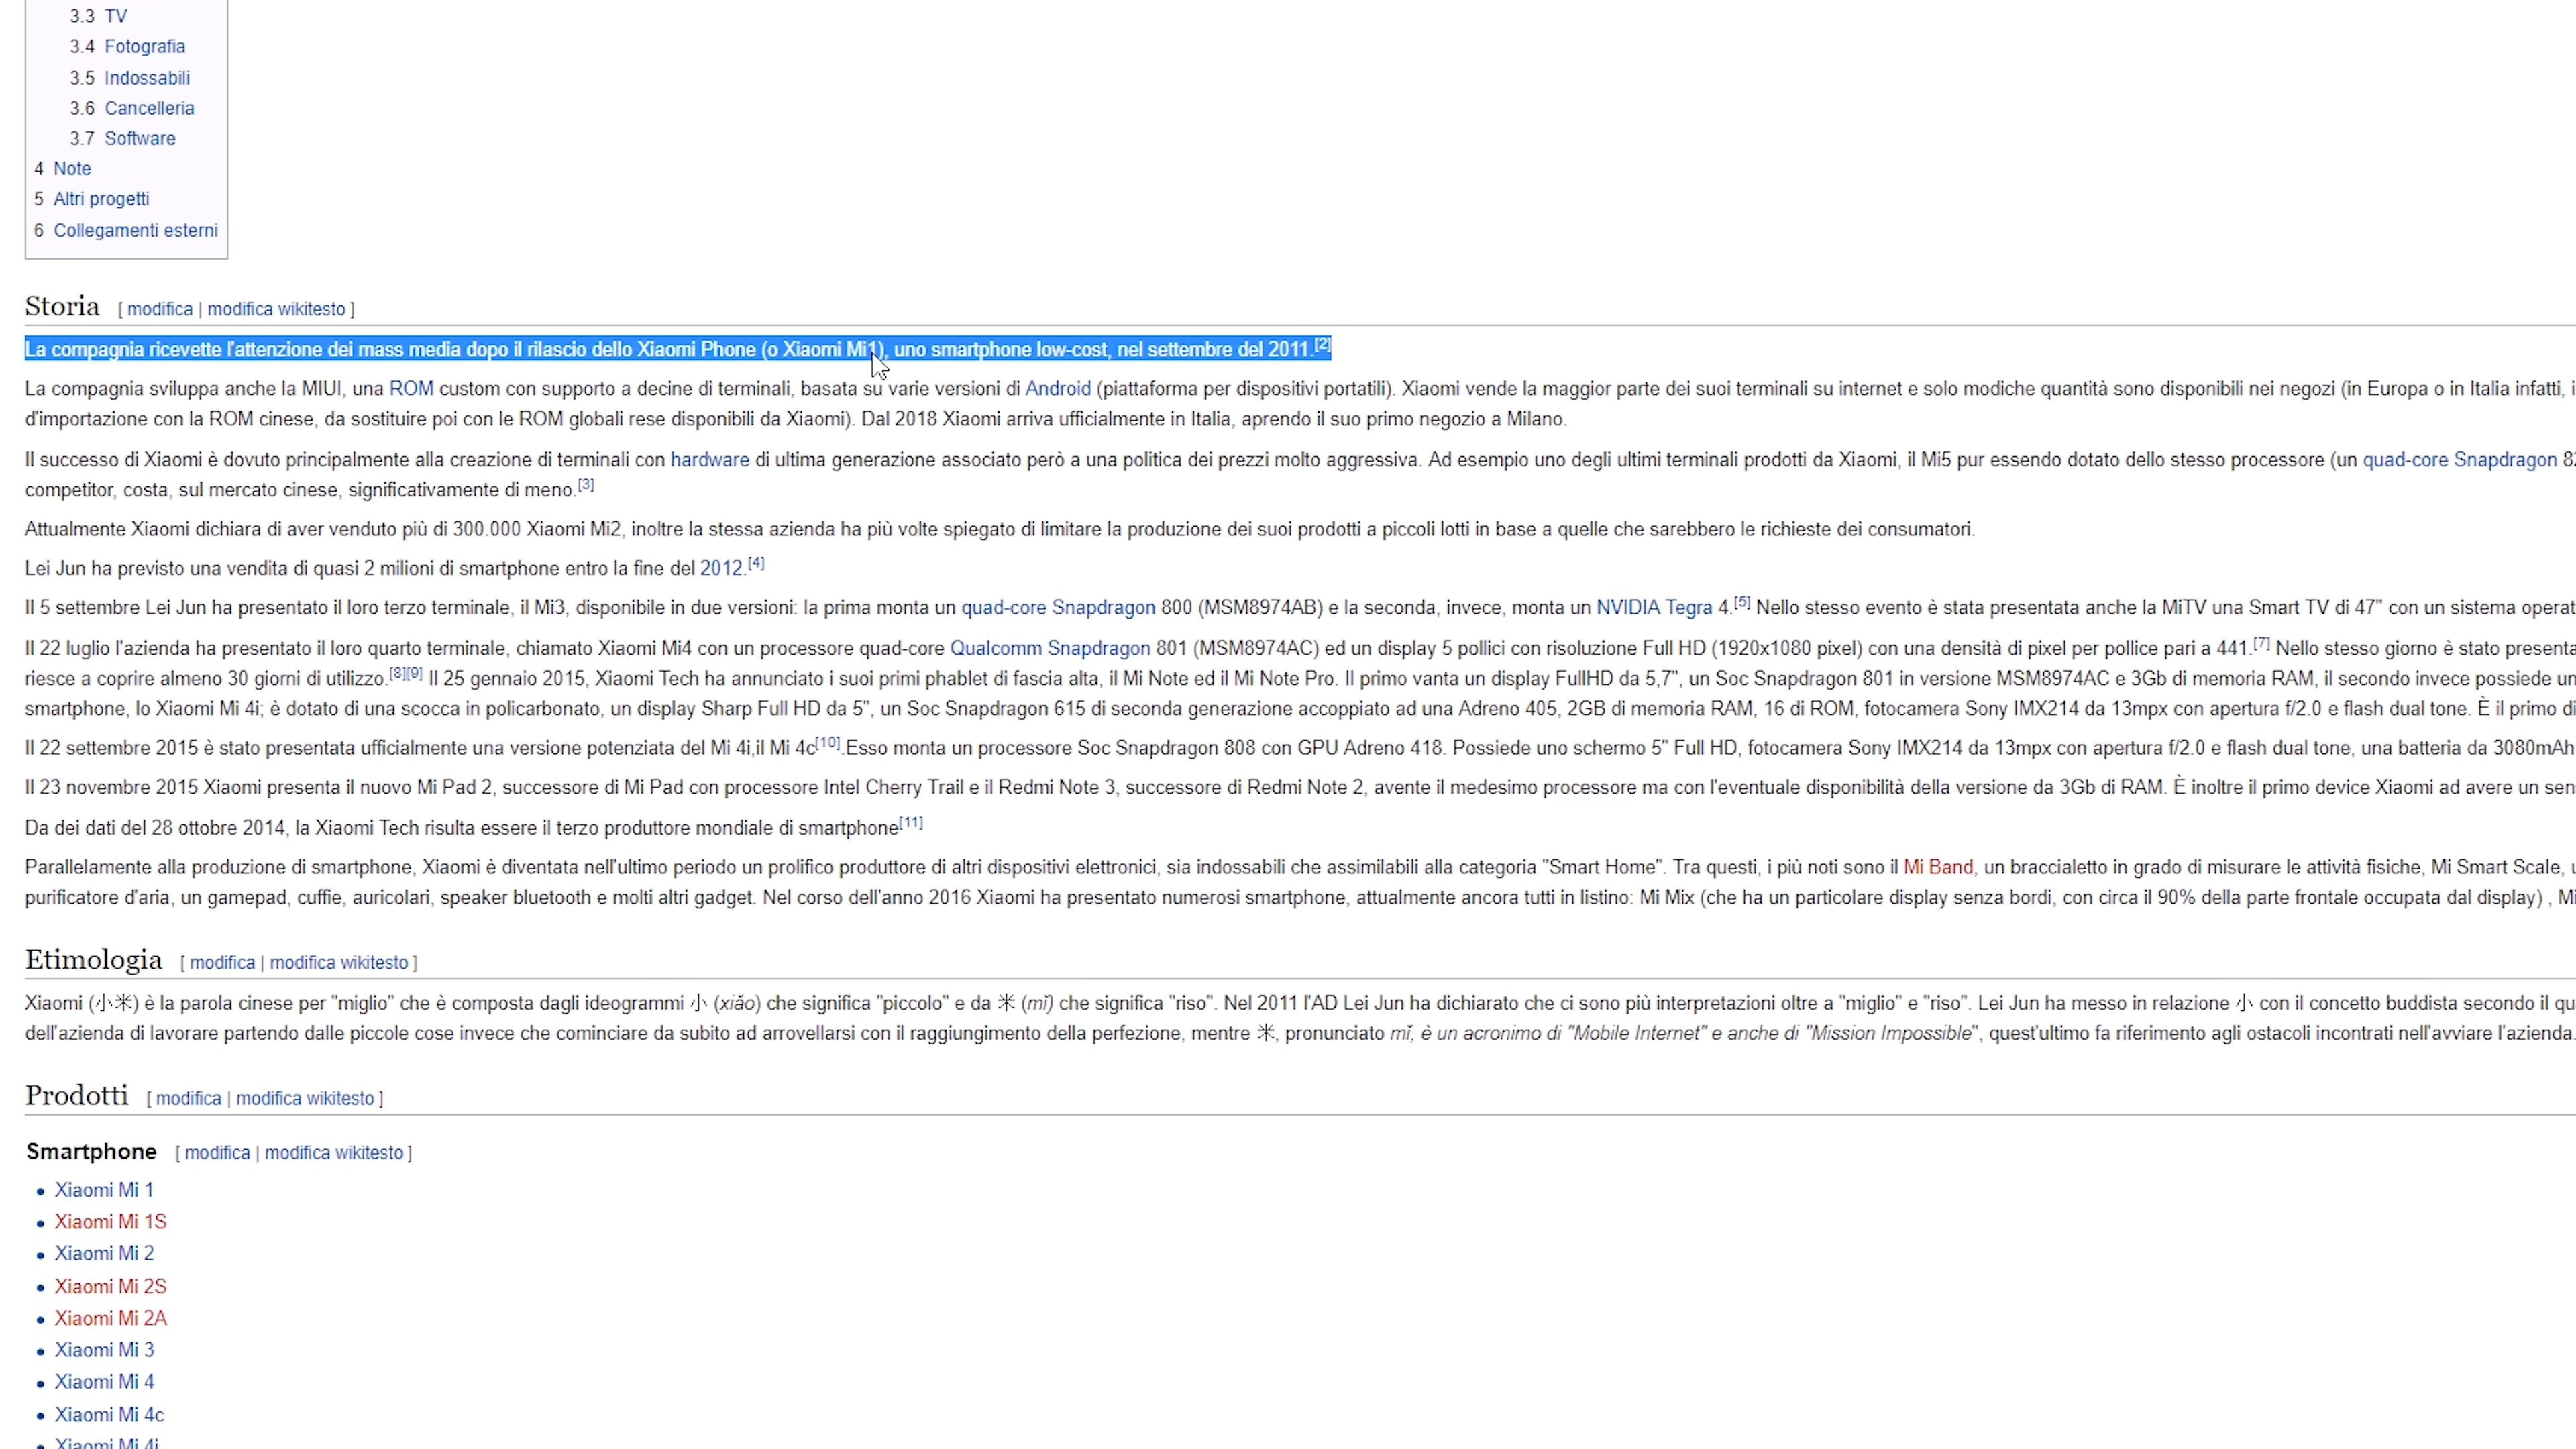 3.3 TV
3.4 Fotografia
3.5 Indossabili
3.6 Cancelleria
3.7 Software
4 Note
5 Altri progetti
6 Collegamenti esterni
Storia [ modifica | modifica wikitesto ]
La compagnia ricevette l'attenzione dei mass media dopo il rilascio dello Xiaomi Phone (o Xiaomi Mi1), uno smartphone low-cost, nel settembre del 2011.[2]
La compagnia sviluppa anche la MIUI, una ROM custom con supporto a decine di terminali, basata su varie versioni di Android (piattaforma per dispositivi portatili). Xiaomi vende la maggior parte dei suoi terminali su internet e solo modiche quantità sono disponibili nei negozi (in Europa o in Italia infatti, i
d'importazione con la ROM cinese, da sostituire poi con le ROM globali rese disponibili da Xiaomi). Dal 2018 Xiaomi arriva ufficialmente in Italia, aprendo il suo primo negozio a Milano.
Il successo di Xiaomi è dovuto principalmente alla creazione di terminali con hardware di ultima generazione associato però a una politica dei prezzi molto aggressiva. Ad esempio uno degli ultimi terminali prodotti da Xiaomi, il Mi5 pur essendo dotato dello stesso processore (un quad-core Snapdragon 82
competitor, costa, sul mercato cinese, significativamente di meno.[3]
Attualmente Xiaomi dichiara di aver venduto più di 300.000 Xiaomi Mi2, inoltre la stessa azienda ha più volte spiegato di limitare la produzione dei suoi prodotti a piccoli lotti in base a quelle che sarebbero le richieste dei consumatori.
Lei Jun ha previsto una vendita di quasi 2 milioni di smartphone entro la fine del 2012.[4]
Il 5 settembre Lei Jun ha presentato il loro terzo terminale, il Mi3, disponibile in due versioni: la prima monta un quad-core Snapdragon 800 (MSM8974AB) e la seconda, invece, monta un NVIDIA Tegra 4.[5] Nello stesso evento è stata presentata anche la MiTV una Smart TV di 47" con un sistema operat
Il 22 luglio l'azienda ha presentato il loro quarto terminale, chiamato Xiaomi Mi4 con un processore quad-core Qualcomm Snapdragon 801 (MSM8974AC) ed un display 5 pollici con risoluzione Full HD (1920x1080 pixel) con una densità di pixel per pollice pari a 441.[7] Nello stesso giorno è stato presenta
riesce a coprire almeno 30 giorni di utilizzo.[8][9] Il 25 gennaio 2015, Xiaomi Tech ha annunciato i suoi primi phablet di fascia alta, il Mi Note ed il Mi Note Pro. Il primo vanta un display FullHD da 5,7", un Soc Snapdragon 801 in versione MSM8974AC e 3Gb di memoria RAM, il secondo invece possiede un
smartphone, lo Xiaomi Mi 4i; è dotato di una scocca in policarbonato, un display Sharp Full HD da 5", un Soc Snapdragon 615 di seconda generazione accoppiato ad una Adreno 405, 2GB di memoria RAM, 16 di ROM, fotocamera Sony IMX214 da 13mpx con apertura f/2.0 e flash dual tone. È il primo di
Il 22 settembre 2015 è stato presentata ufficialmente una versione potenziata del Mi 4i,il Mi 4c[10].Esso monta un processore Soc Snapdragon 808 con GPU Adreno 418. Possiede uno schermo 5" Full HD, fotocamera Sony IMX214 da 13mpx con apertura f/2.0 e flash dual tone, una batteria da 3080mAh
Il 23 novembre 2015 Xiaomi presenta il nuovo Mi Pad 2, successore di Mi Pad con processore Intel Cherry Trail e il Redmi Note 3, successore di Redmi Note 2, avente il medesimo processore ma con l'eventuale disponibilità della versione da 3Gb di RAM. È inoltre il primo device Xiaomi ad avere un sen
Da dei dati del 28 ottobre 2014, la Xiaomi Tech risulta essere il terzo produttore mondiale di smartphone[11]
Parallelamente alla produzione di smartphone, Xiaomi è diventata nell'ultimo periodo un prolifico produttore di altri dispositivi elettronici, sia indossabili che assimilabili alla categoria "Smart Home". Tra questi, i più noti sono il Mi Band, un braccialetto in grado di misurare le attività fisiche, Mi Smart Scale, u
purificatore d'aria, un gamepad, cuffie, auricolari, speaker bluetooth e molti altri gadget. Nel corso dell'anno 2016 Xiaomi ha presentato numerosi smartphone, attualmente ancora tutti in listino: Mi Mix (che ha un particolare display senza bordi, con circa il 90% della parte frontale occupata dal display) , Mi
Etimologia [ modifica | modifica wikitesto ]
Xiaomi (小米) è la parola cinese per "miglio" che è composta dagli ideogrammi 小 (xiǎo) che significa "piccolo" e da 米 (mǐ) che significa "riso". Nel 2011 l'AD Lei Jun ha dichiarato che ci sono più interpretazioni oltre a "miglio" e "riso". Lei Jun ha messo in relazione 小 con il concetto buddista secondo il qu
dell'azienda di lavorare partendo dalle piccole cose invece che cominciare da subito ad arrovellarsi con il raggiungimento della perfezione, mentre 米, pronunciato mǐ, è un acronimo di "Mobile Internet" e anche di "Mission Impossible", quest'ultimo fa riferimento agli ostacoli incontrati nell'avviare l'azienda.
Prodotti [ modifica | modifica wikitesto ]
Smartphone [ modifica | modifica wikitesto ]
Xiaomi Mi 1
Xiaomi Mi 1S
Xiaomi Mi 2
Xiaomi Mi 2S
Xiaomi Mi 2A
Xiaomi Mi 3
Xiaomi Mi 4
Xiaomi Mi 4c
Xiaomi Mi 4i